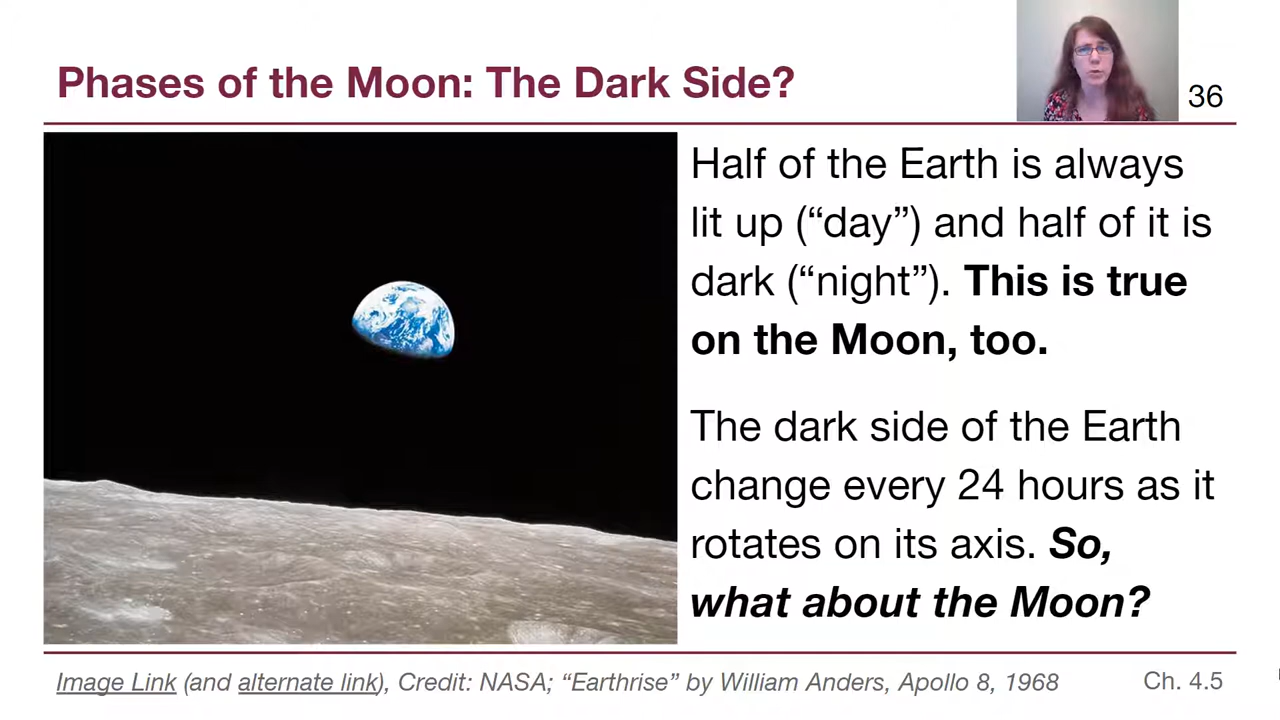 Phases of the Moon: The Dark Side?
36
Half of the Earth is always
lit up (“day”) and half of it is
dark (“night”). This is true
on the Moon, too.
The dark side of the Earth
change every 24 hours as it
rotates on its axis. So,
what about the Moon?
Image Link (and alternate link), Credit: NASA; “Earthrise” by William Anders, Apollo 8, 1968
Ch. 4.5